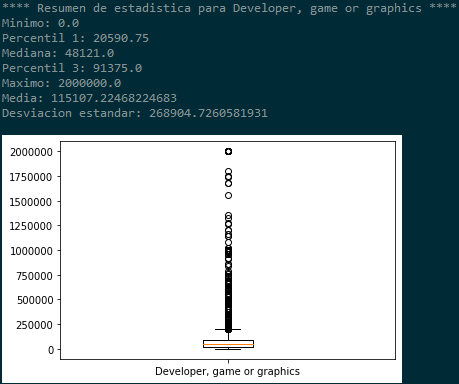 **** Resumen de estadistica para Developer, game or graphics ****
Minimo: 0.0
Percentil 1: 20590.75
Mediana: 48121.0
Percentil 3: 91375.0
Maximo: 2000000.0
Media: 115107.22468224683
Desviacion estandar: 268904.7260581931
2000000
1750000
1500000
1250000
1000000
750000
500000
250000
0
Developer, game or graphics